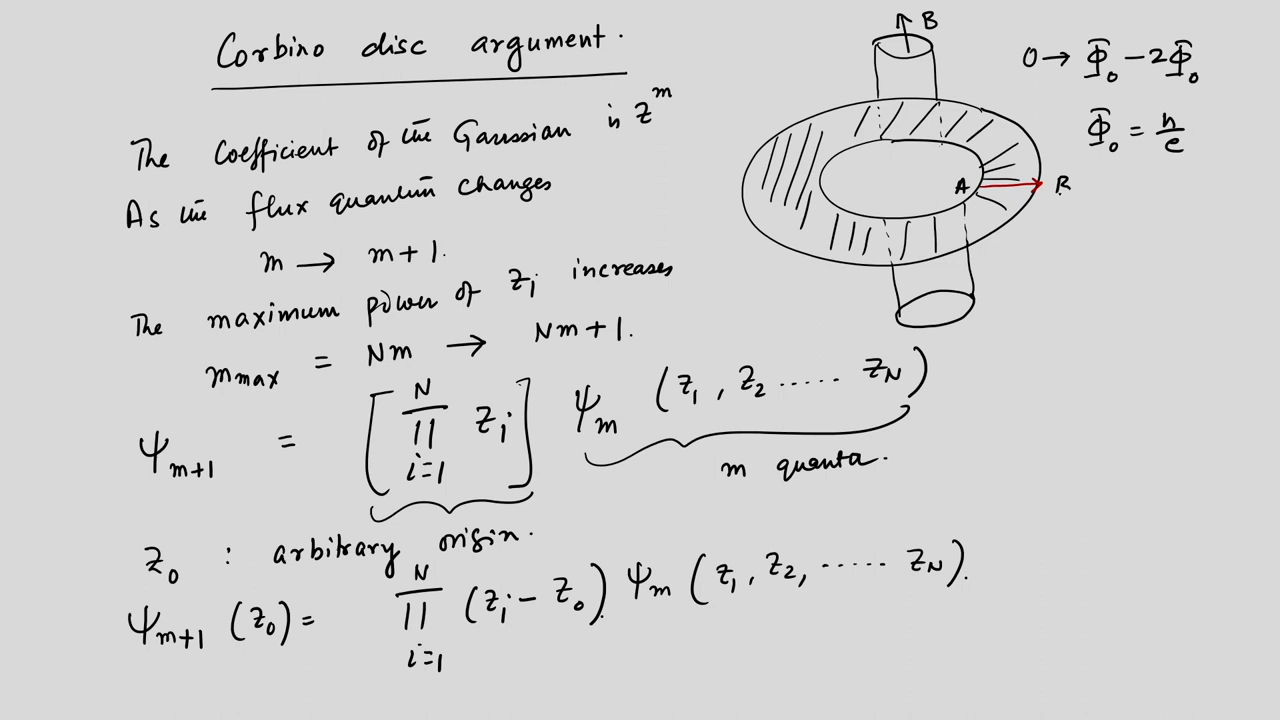 Corbino disc argument.
The coefficient of the Gaussian is z^m
As the flux quantum changes
m → m+1.
The maximum power of z_i increases
m_max = Nm → Nm+1.
ψ_{m+1} = [∏_{i=1}^{N} z_i] ψ_m (z_1, z_2 ..... z_N)
m quanta.
z_0 : arbitrary origin.
ψ_{m+1} (z_0) = ∏_{i=1}^{N} (z_i - z_0) ψ_m (z_1, z_2, ..... z_N).
B
A
R
0 → Φ_0 - 2Φ_0
Φ_0 = h/e